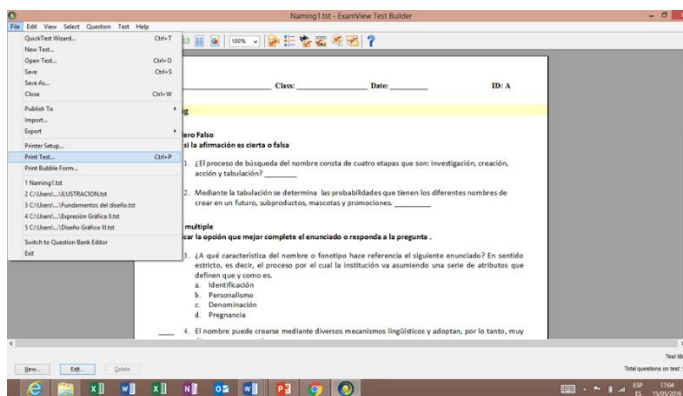 Naming1.tst - ExamView Test Builder
File Edit View Select Question Test Help
QuickTest Wizard... Ctrl+T
New Test...
Open Test... Ctrl+O
Save Ctrl+S
Save As...
Close Ctrl+W
Publish To
Import...
Export
Printer Setup...
Print Test... Ctrl+P
Print Bubble Form...
1 Naming1.tst
2 C:\Users\...\ILUSTRACION.tst
3 C:\Users\...\Fundamentos del diseño.tst
4 C:\Users\...\Expresión Gráfica II.tst
5 C:\Users\...\Diseño Gráfico III.tst
Switch to Question Bank Editor
Exit
100%
Class: Date: ID: A
ero Falso
si la afirmación es cierta o falsa
1. ¿El proceso de búsqueda del nombre consta de cuatro etapas que son: investigación, creación,
acción y tabulación?
2. Mediante la tabulación se determina las probabilidades que tienen los diferentes nombres de
crear en un futuro, subproductos, mascotas y promociones.
multiple
car la opción que mejor complete el enunciado o responda a la pregunta .
3. ¿A qué característica del nombre o fonotipo hace referencia el siguiente enunciado? En sentido
estricto, es decir, el proceso por el cual la institución va asumiendo una serie de atributos que
definen que y como es.
a. Identificación
b. Personalismo
c. Denominación
d. Pregnancia
4. El nombre puede crearse mediante diversos mecanismos lingüísticos y adoptan, por lo tanto, muy
New... Edit... Delete
Test tit
Total questions on test:
ESP 17:04
ES 15/05/2016